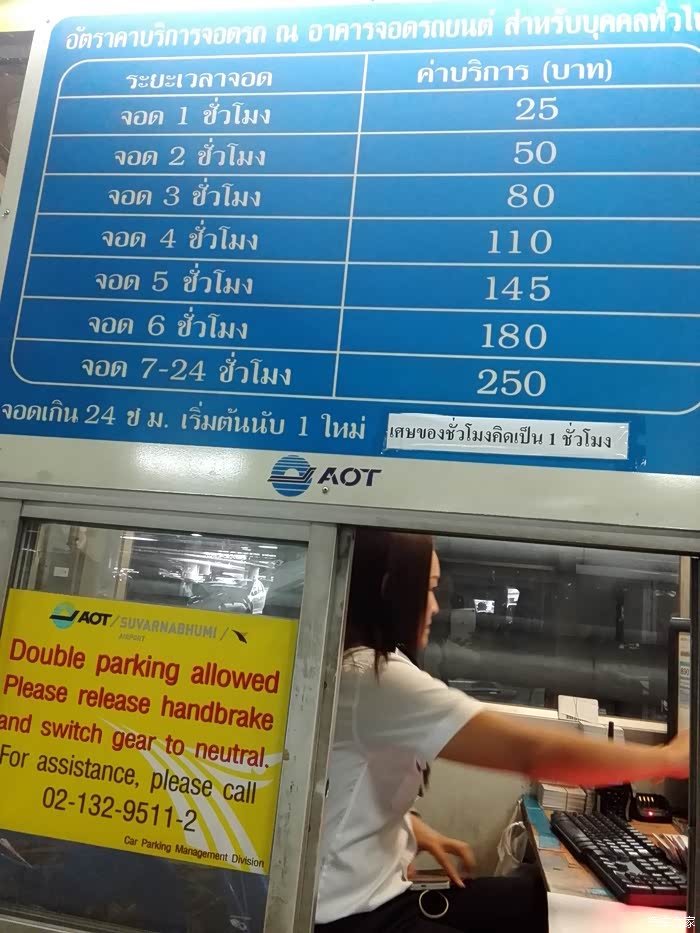 อัตราค่าบริการจอดรถ ณ อาคารจอดรถยนต์ สำหรับบุคคลทั่วไป
ระยะเวลาจอด ค่าบริการ (บาท)
จอด 1 ชั่วโมง 25
จอด 2 ชั่วโมง 50
จอด 3 ชั่วโมง 80
จอด 4 ชั่วโมง 110
จอด 5 ชั่วโมง 145
จอด 6 ชั่วโมง 180
จอด 7-24 ชั่วโมง 250
จอดเกิน 24 ช ม. เริ่มต้นนับ 1 ใหม่ เศษของชั่วโมงคิดเป็น 1 ชั่วโมง
AOT
AOT / SUVARNABHUMI /
AIRPORT
Double parking allowed
Please release handbrake
and switch gear to neutral.
For assistance, please call
02-132-9511-2
Car Parking Management Division